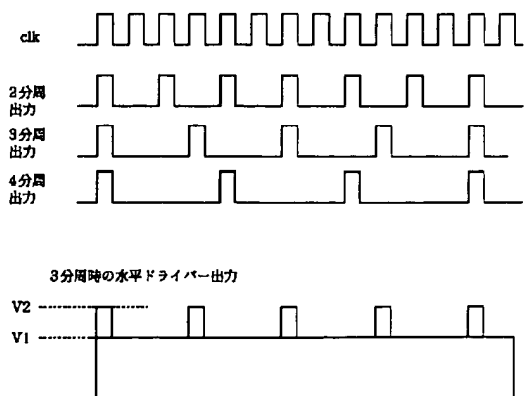 clk
2分周
出力
3分周
出力
4分周
出力
3分周時の水平ドライバー出力
V2
V1